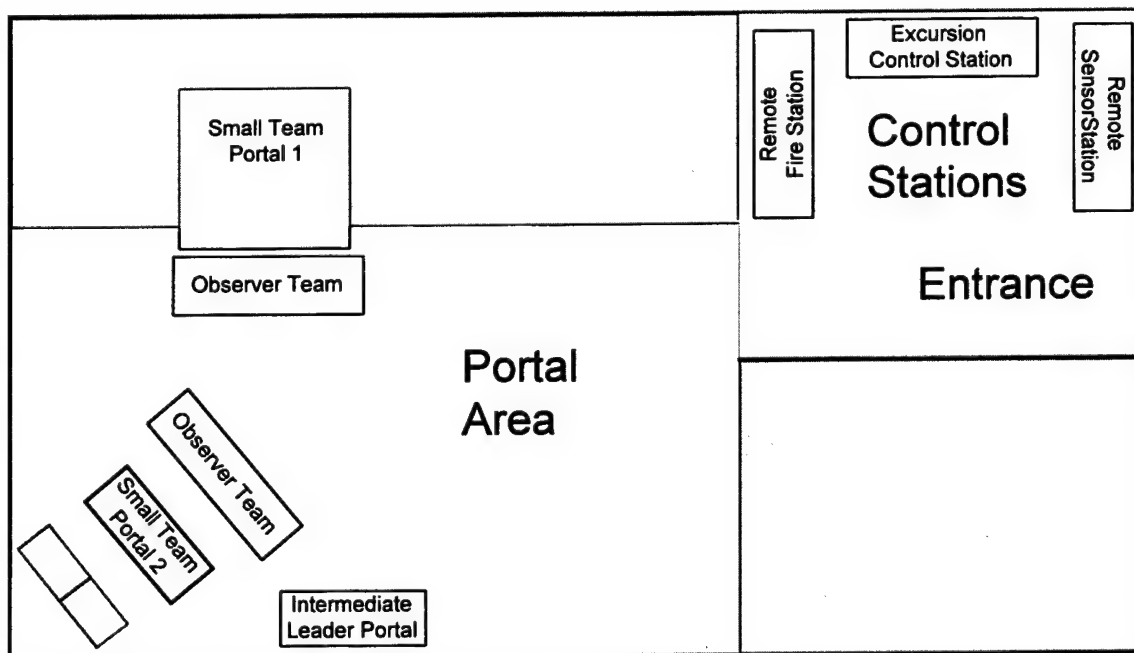 Small Team
Portal 1
Observer Team
Observer Team
Small Team
Portal 2
Intermediate
Leader Portal
Portal
Area
Excursion
Control Station
Remote
Fire Station
Remote
SensorStation
Control
Stations
Entrance